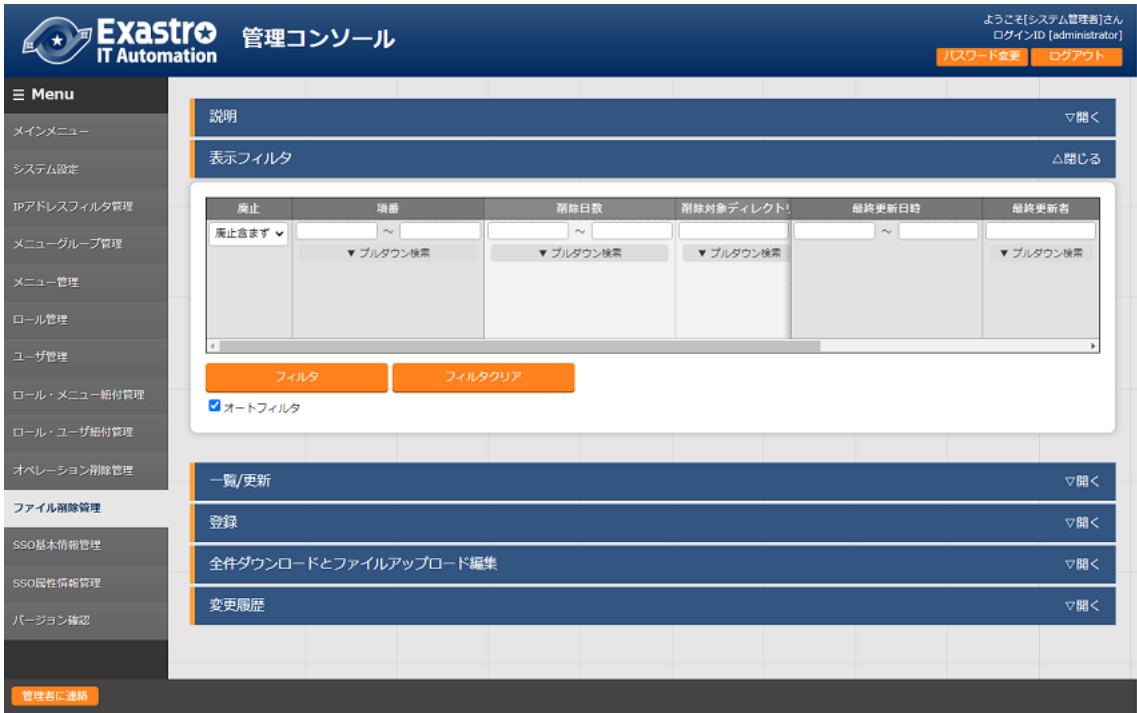 Exastro
IT Automation
管理コンソール
ようこそ[システム管理者]さん
ログインID [administrator]
パスワード変更
ログアウト
☰ Menu
メインメニュー
システム設定
IPアドレスフィルタ管理
メニューグループ管理
メニュー管理
ロール管理
ユーザ管理
ロール・メニュー紐付管理
ロール・ユーザ紐付管理
オペレーション削除管理
ファイル削除管理
SSO基本情報管理
SSO属性情報管理
バージョン確認
説明 ▽開く
表示フィルタ △閉じる
廃止 項番 削除日数 削除対象ディレクトリ 最終更新日時 最終更新者
廃止含まず ～ ～ ～
▼ プルダウン検索 ▼ プルダウン検索 ▼ プルダウン検索 ▼ プルダウン検索
フィルタ フィルタクリア
オートフィルタ
一覧/更新 ▽開く
登録 ▽開く
全件ダウンロードとファイルアップロード編集 ▽開く
変更履歴 ▽開く
管理者に連絡